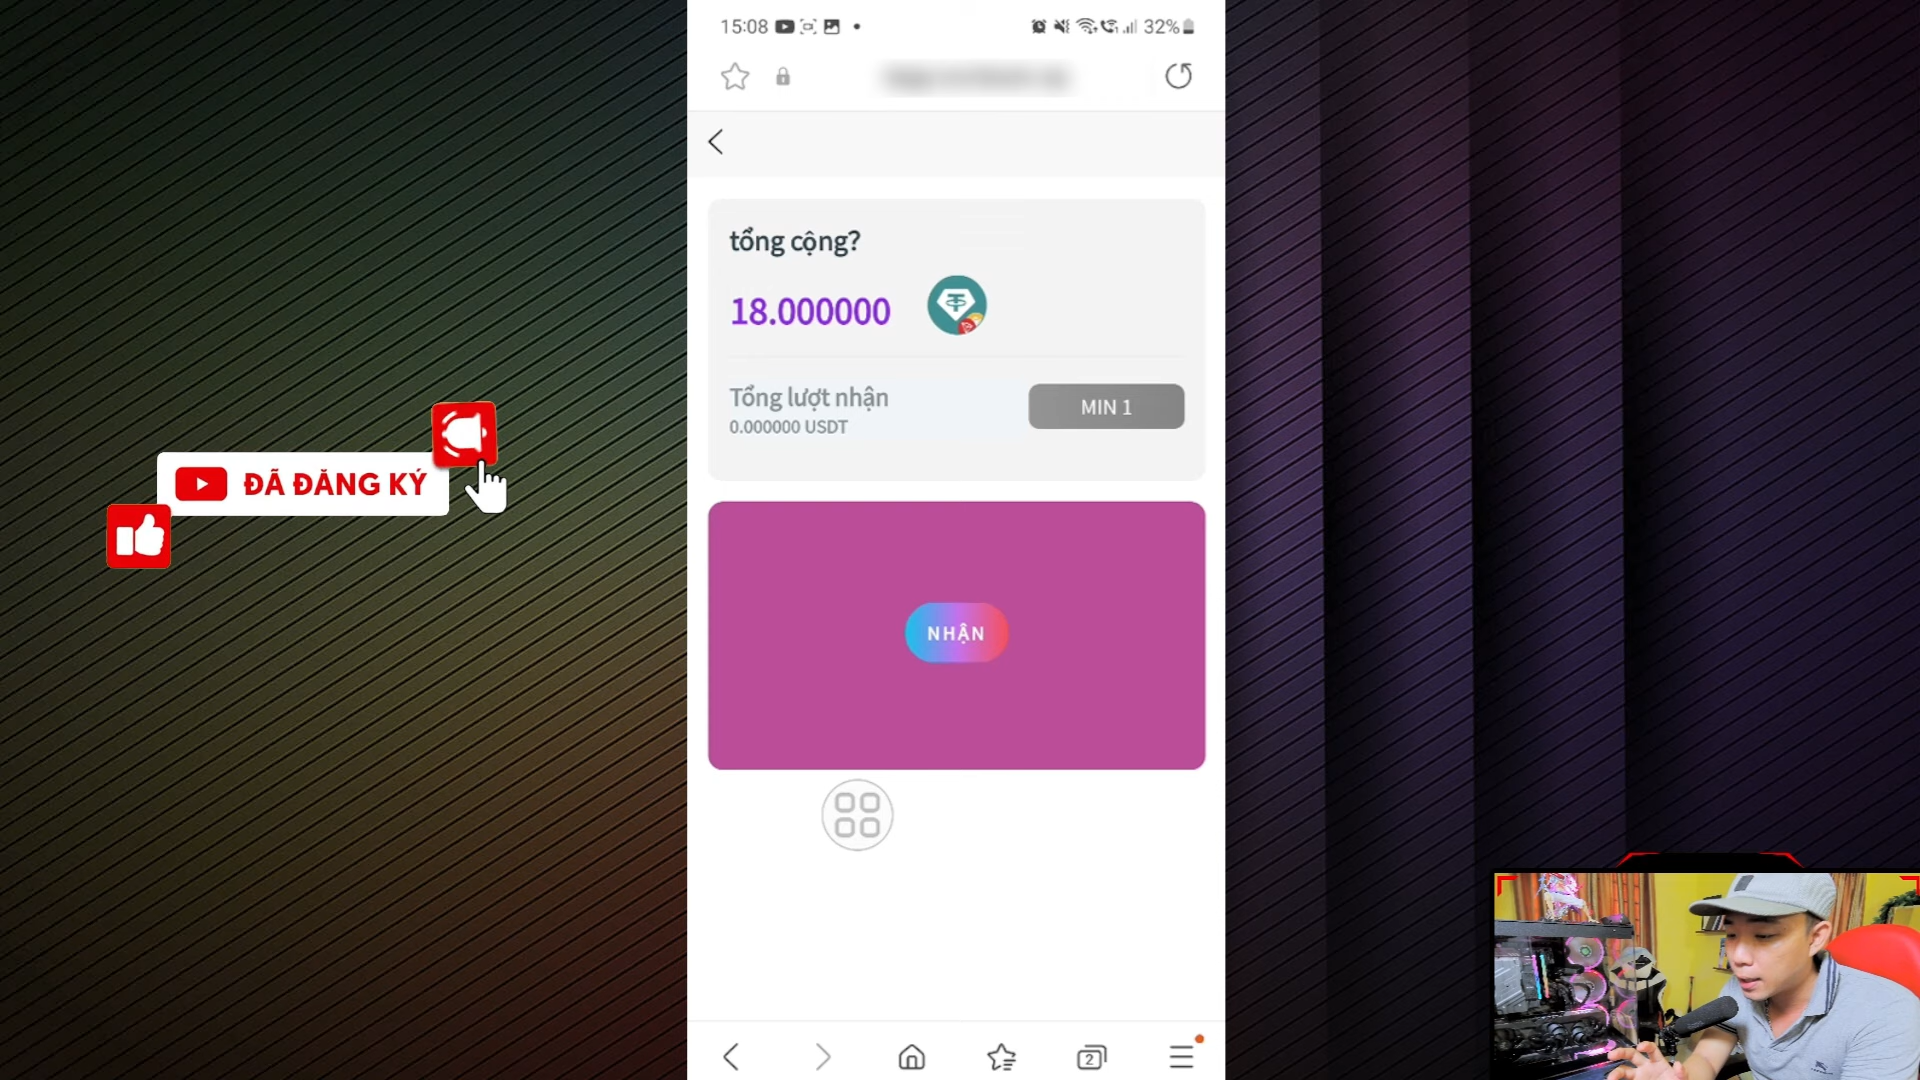 15:08
32%
tổng cộng?
18.000000
Tổng lượt nhận
0.000000 USDT
MIN 1
ĐÃ ĐĂNG KÝ
NHẬN
2